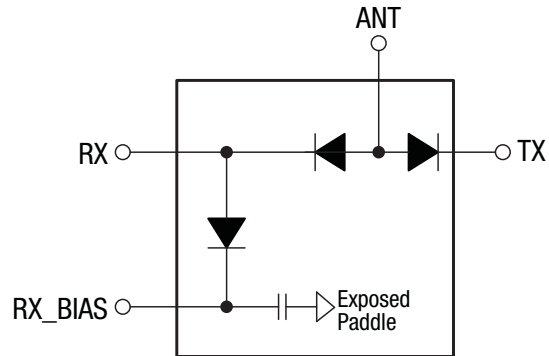 ANT
RX
TX
RX_BIAS
Exposed
Paddle